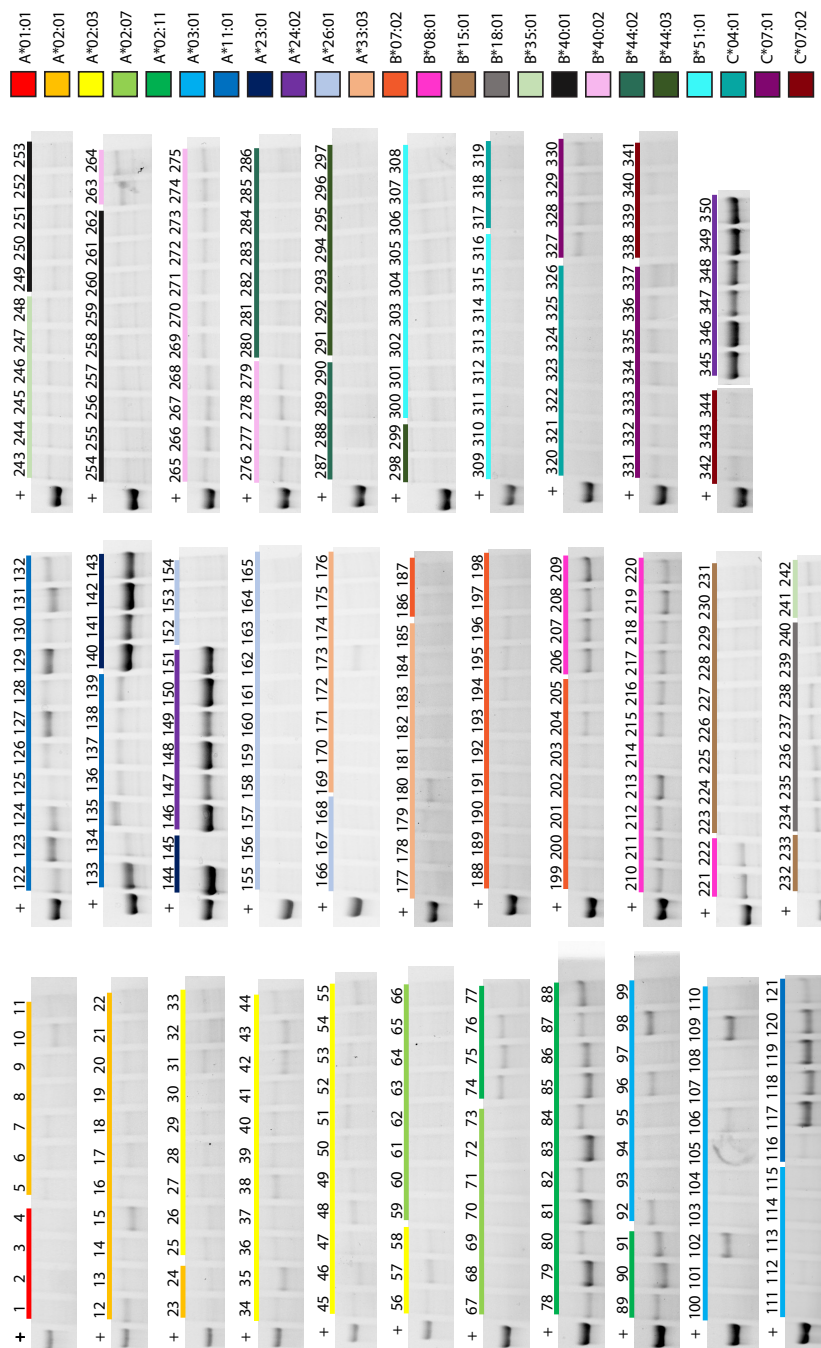 + 1 2 3 4 5 6 7 8 9 10 11
+ 12 13 14 15 16 17 18 19 20 21 22
+ 23 24 25 26 27 28 29 30 31 32 33
+ 34 35 36 37 38 39 40 41 42 43 44
+ 45 46 47 48 49 50 51 52 53 54 55
+ 56 57 58 59 60 61 62 63 64 65 66
+ 67 68 69 70 71 72 73 74 75 76 77
+ 78 79 80 81 82 83 84 85 86 87 88
+ 89 90 91 92 93 94 95 96 97 98 99
+ 100 101 102 103 104 105 106 107 108 109 110
+ 111 112 113 114 115 116 117 118 119 120 121
+ 122 123 124 125 126 127 128 129 130 131 132
+ 133 134 135 136 137 138 139 140 141 142 143
+ 144 145 146 147 148 149 150 151 152 153 154
+ 155 156 157 158 159 160 161 162 163 164 165
+ 166 167 168 169 170 171 172 173 174 175 176
+ 177 178 179 180 181 182 183 184 185 186 187
+ 188 189 190 191 192 193 194 195 196 197 198
+ 199 200 201 202 203 204 205 206 207 208 209
+ 210 211 212 213 214 215 216 217 218 219 220
+ 221 222 223 224 225 226 227 228 229 230 231
+ 232 233 234 235 236 237 238 239 240 241 242
+ 243 244 245 246 247 248 249 250 251 252 253
+ 254 255 256 257 258 259 260 261 262 263 264
+ 265 266 267 268 269 270 271 272 273 274 275
+ 276 277 278 279 280 281 282 283 284 285 286
+ 287 288 289 290 291 292 293 294 295 296 297
+ 298 299 300 301 302 303 304 305 306 307 308
+ 309 310 311 312 313 314 315 316 317 318 319
+ 320 321 322 323 324 325 326 327 328 329 330
+ 331 332 333 334 335 336 337 338 339 340 341
+ 342 343 344 345 346 347 348 349 350
A*01:01
A*02:01
A*02:03
A*02:07
A*02:11
A*03:01
A*11:01
A*23:01
A*24:02
A*26:01
A*33:03
B*07:02
B*08:01
B*15:01
B*18:01
B*35:01
B*40:01
B*40:02
B*44:02
B*44:03
B*51:01
C*04:01
C*07:01
C*07:02